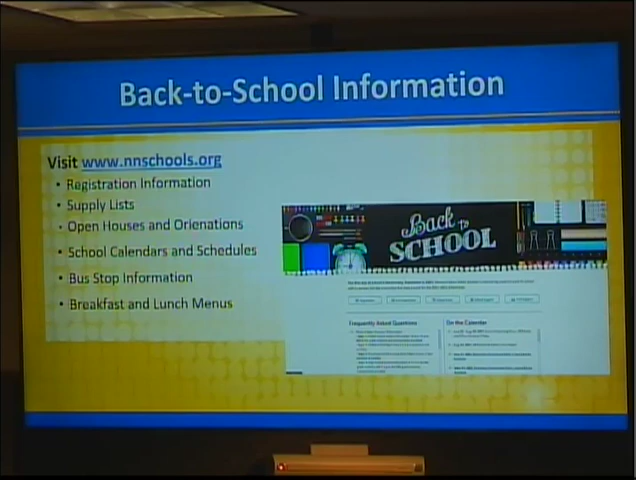 Back-to-School Information
Visit www.nnschools.org
• Registration Information
• Supply Lists
• Open Houses and Orienations
• School Calendars and Schedules
• Bus Stop Information
• Breakfast and Lunch Menus
Back to
SCHOOL
Frequently Asked Questions
On the Calendar